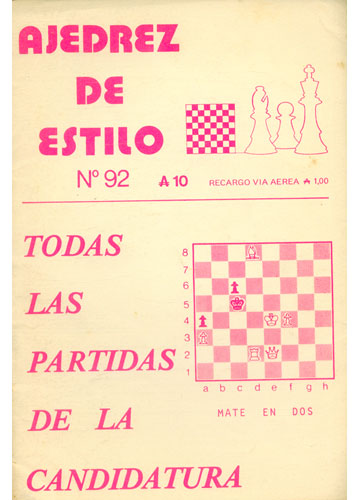 AJEDREZ
DE
ESTILO
Nº 92 ₳ 10 RECARGO VIA AEREA ₳ 1,00
TODAS
LAS
PARTIDAS
DE LA
CANDIDATURA
8
7
6
5
4
3
2
1
a b c d e f g h
MATE EN DOS